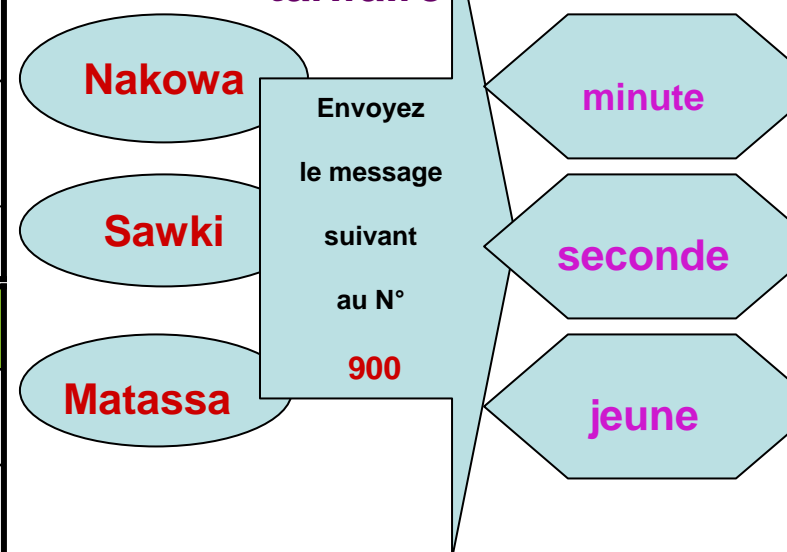 Nakowa
Sawki
Matassa
Envoyez
le message
suivant
au N°
900
minute
seconde
jeune